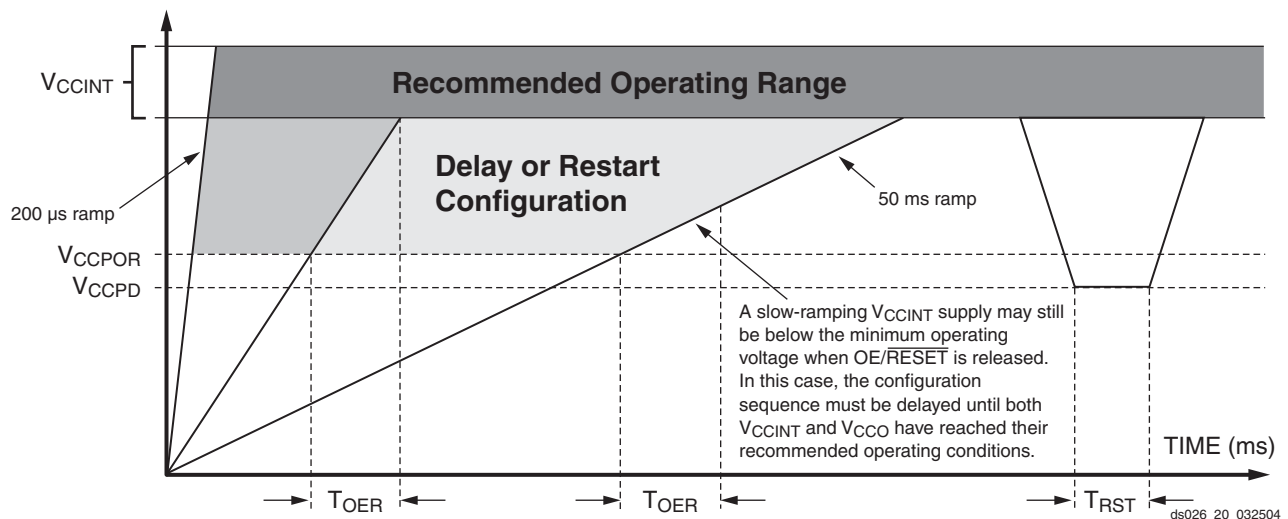 VCCINT
Recommended Operating Range
Delay or Restart
Configuration
200 µs ramp
50 ms ramp
VCCPOR
VCCPD
A slow-ramping VCCINT supply may still
be below the minimum operating
voltage when OE/RESET is released.
In this case, the configuration
sequence must be delayed until both
VCCINT and VCCO have reached their
recommended operating conditions.
TIME (ms)
TOER
TOER
TRST
ds026_20_032504